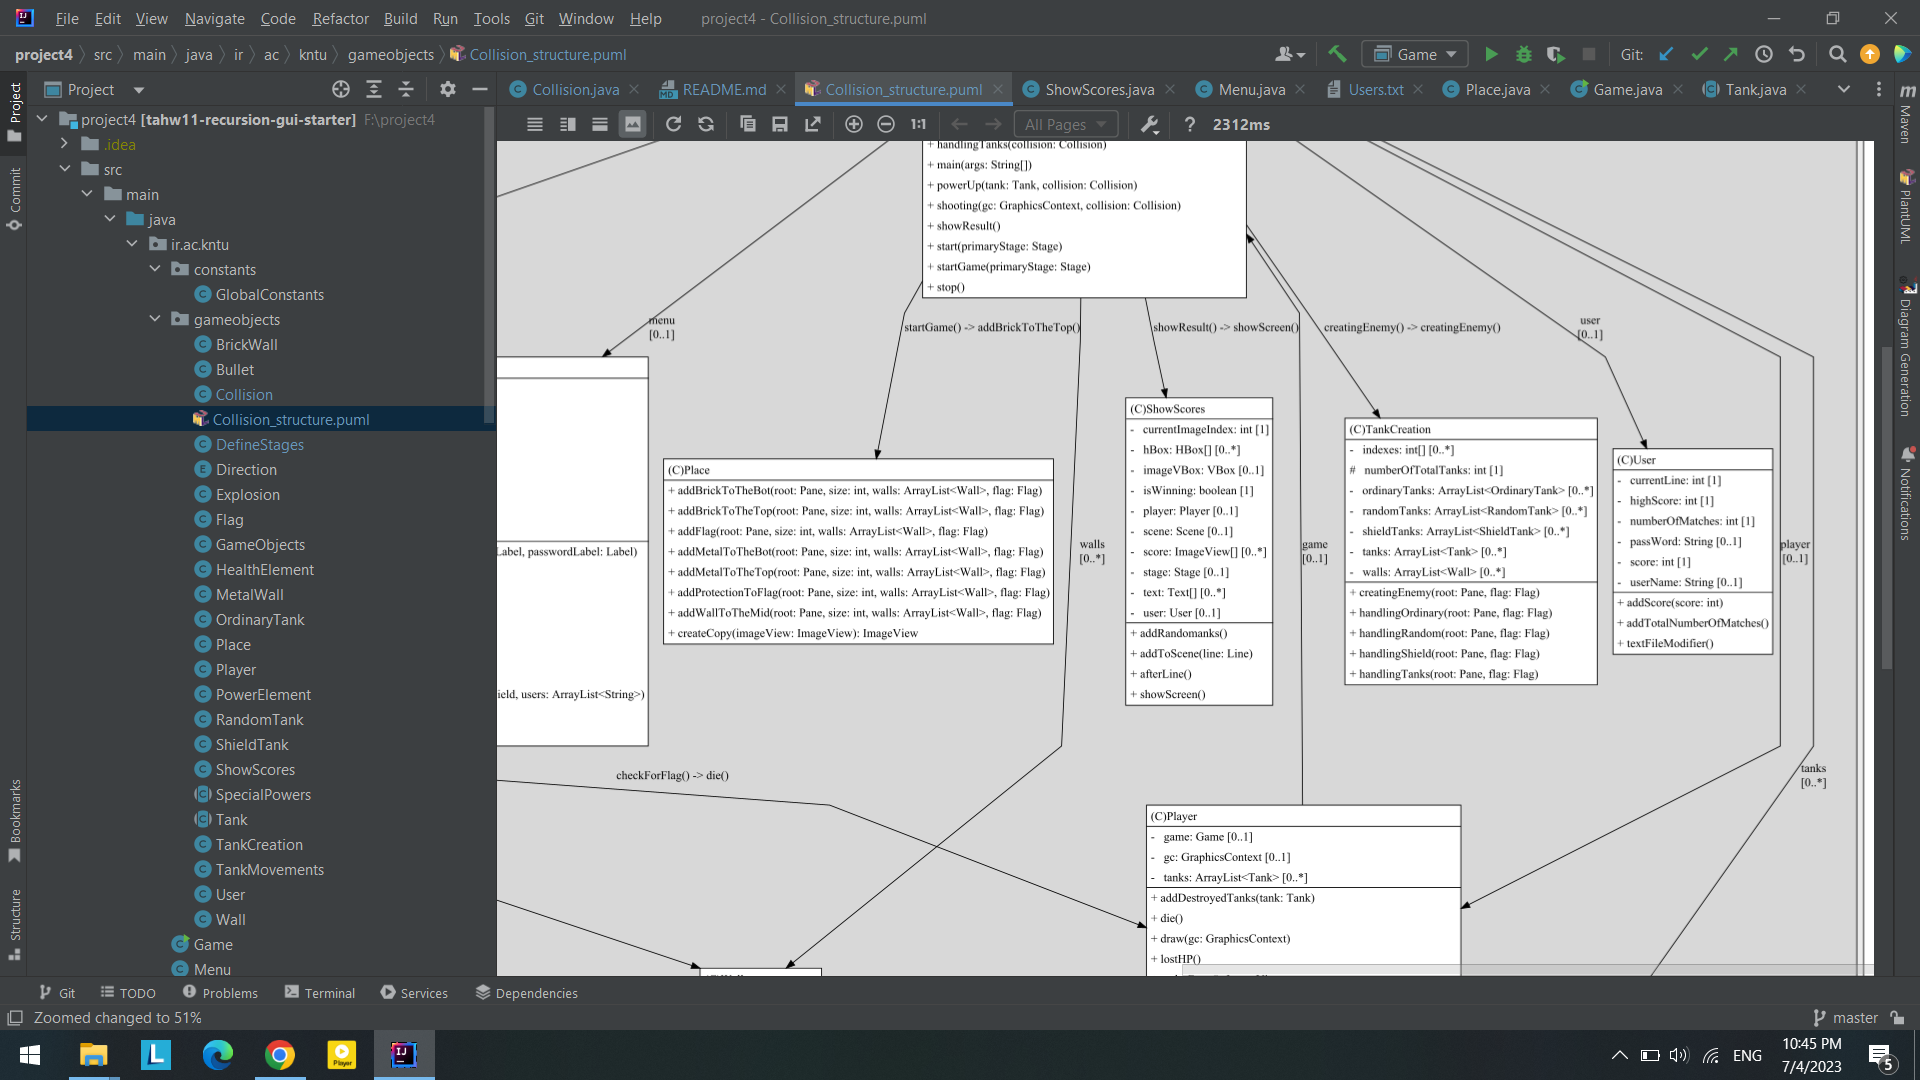 File Edit View Navigate Code Refactor Build Run Tools Git Window Help project4 - Collision_structure.puml
project4 src main java ir ac kntu gameobjects Collision_structure.puml Game Git:
Project Collision.java README.md Collision_structure.puml ShowScores.java Menu.java Users.txt Place.java Game.java Tank.java
1:1 All Pages ? 2312ms
Project
Commit
Bookmarks
Structure
project4 [tahw11-recursion-gui-starter] F:\project4
.idea
src
main
java
ir.ac.kntu
constants
GlobalConstants
gameobjects
BrickWall
Bullet
Collision
Collision_structure.puml
DefineStages
Direction
Explosion
Flag
GameObjects
HealthElement
MetalWall
OrdinaryTank
Place
Player
PowerElement
RandomTank
ShieldTank
ShowScores
SpecialPowers
Tank
TankCreation
TankMovements
User
Wall
Game
Menu
+ handlingTanks(collision: Collision)
+ main(args: String[])
+ powerUp(tank: Tank, collision: Collision)
+ shooting(gc: GraphicsContext, collision: Collision)
+ showResult()
+ start(primaryStage: Stage)
+ startGame(primaryStage: Stage)
+ stop()
menu
[0..1]
startGame() -> addBrickToTheTop()
showResult() -> showScreen()
creatingEnemy() -> creatingEnemy()
user
[0..1]
Label, passwordLabel: Label)
ield, users: ArrayList<String>)
(C)Place
+ addBrickToTheBot(root: Pane, size: int, walls: ArrayList<Wall>, flag: Flag)
+ addBrickToTheTop(root: Pane, size: int, walls: ArrayList<Wall>, flag: Flag)
+ addFlag(root: Pane, size: int, walls: ArrayList<Wall>, flag: Flag)
+ addMetalToTheBot(root: Pane, size: int, walls: ArrayList<Wall>, flag: Flag)
+ addMetalToTheTop(root: Pane, size: int, walls: ArrayList<Wall>, flag: Flag)
+ addProtectionToFlag(root: Pane, size: int, walls: ArrayList<Wall>, flag: Flag)
+ addWallToTheMid(root: Pane, size: int, walls: ArrayList<Wall>, flag: Flag)
+ createCopy(imageView: ImageView): ImageView
walls
[0..*]
(C)ShowScores
- currentImageIndex: int [1]
- hBox: HBox[] [0..*]
- imageVBox: VBox [0..1]
- isWinning: boolean [1]
- player: Player [0..1]
- scene: Scene [0..1]
- score: ImageView[] [0..*]
- stage: Stage [0..1]
- text: Text[] [0..*]
- user: User [0..1]
+ addRandomanks()
+ addToScene(line: Line)
+ afterLine()
+ showScreen()
game
[0..1]
(C)TankCreation
- indexes: int[] [0..*]
# numberOfTotalTanks: int [1]
- ordinaryTanks: ArrayList<OrdinaryTank> [0..*]
- randomTanks: ArrayList<RandomTank> [0..*]
- shieldTanks: ArrayList<ShieldTank> [0..*]
- tanks: ArrayList<Tank> [0..*]
- walls: ArrayList<Wall> [0..*]
+ creatingEnemy(root: Pane, flag: Flag)
+ handlingOrdinary(root: Pane, flag: Flag)
+ handlingRandom(root: Pane, flag: Flag)
+ handlingShield(root: Pane, flag: Flag)
+ handlingTanks(root: Pane, flag: Flag)
(C)User
- currentLine: int [1]
- highScore: int [1]
- numberOfMatches: int [1]
- passWord: String [0..1]
- score: int [1]
- userName: String [0..1]
+ addScore(score: int)
+ addTotalNumberOfMatches()
+ textFileModifier()
player
[0..1]
tanks
[0..*]
checkForFlag() -> die()
(C)Player
- game: Game [0..1]
- gc: GraphicsContext [0..1]
- tanks: ArrayList<Tank> [0..*]
+ addDestroyedTanks(tank: Tank)
+ die()
+ draw(gc: GraphicsContext)
+ lostHP()
Maven
PlantUML
Diagram Generation
Notifications
Git TODO Problems Terminal Services Dependencies
Zoomed changed to 51% master
ENG
10:45 PM
7/4/2023
5